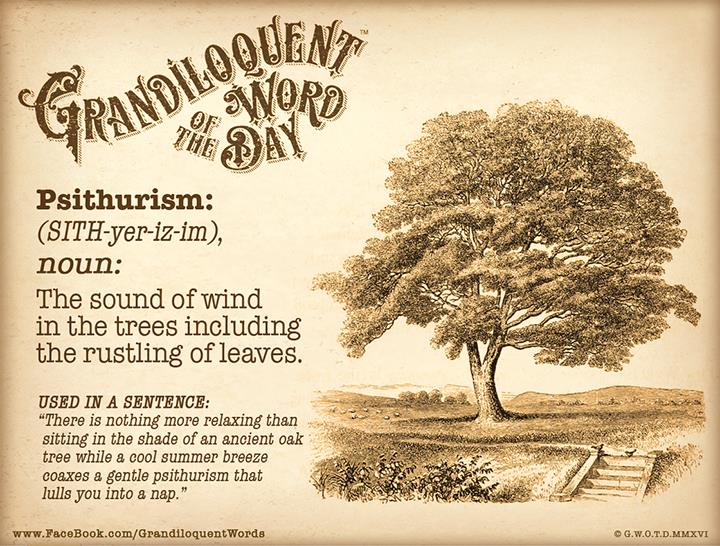 GRANDILOQUENT™
WORD
OF
THE DAY
Psithurism:
(SITH-yer-iz-im),
noun:
The sound of wind
in the trees including
the rustling of leaves.
USED IN A SENTENCE:
“There is nothing more relaxing than
sitting in the shade of an ancient oak
tree while a cool summer breeze
coaxes a gentle psithurism that
lulls you into a nap.”
www.FaceBook.com/GrandiloquentWords
© G.W.O.T.D.MMXVI